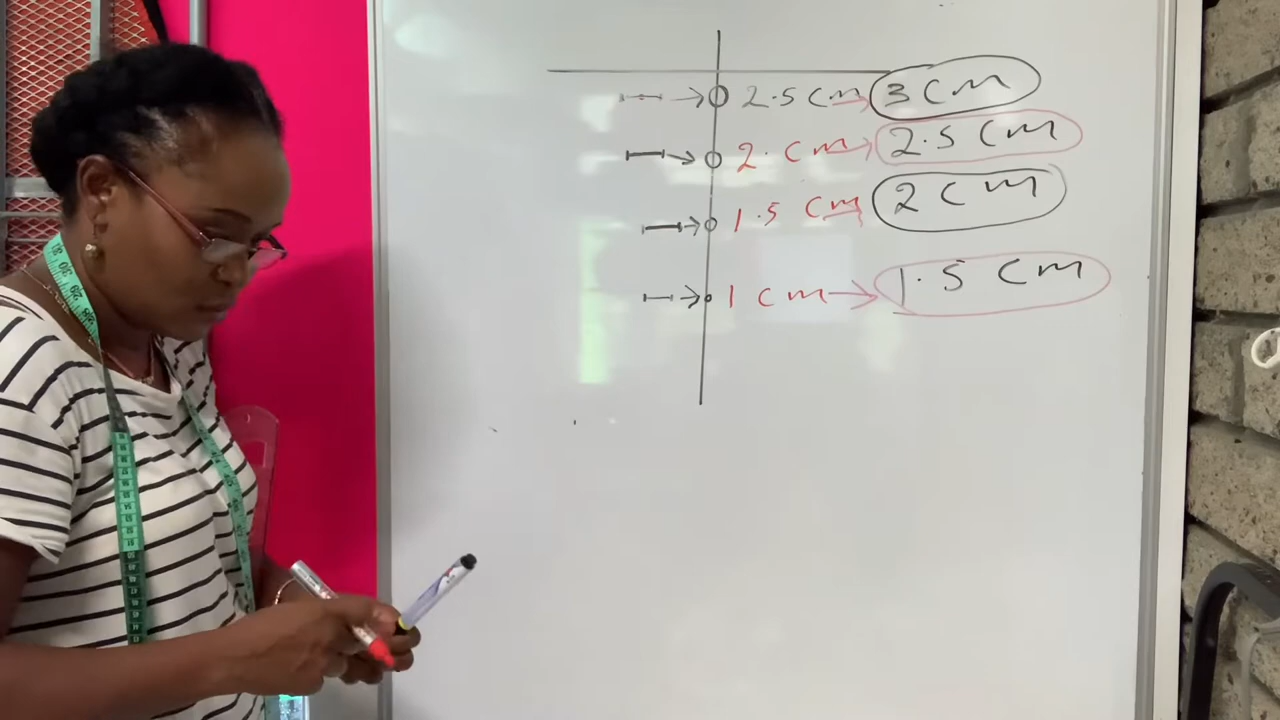 2.5 cm → 3 cm
2. cm → 2.5 cm
1.5 cm → 2 cm
1 cm → 1.5 cm